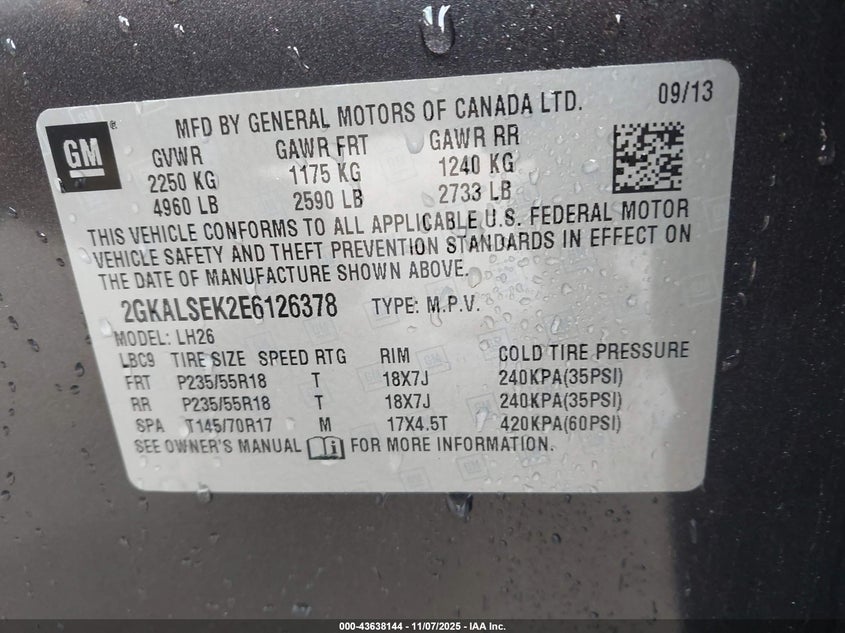 09/13
GM®
MFD BY GENERAL MOTORS OF CANADA LTD.
GVWR GAWR FRT GAWR RR
2250 KG 1175 KG 1240 KG
4960 LB 2590 LB 2733 LB
THIS VEHICLE CONFORMS TO ALL APPLICABLE U.S. FEDERAL MOTOR
VEHICLE SAFETY AND THEFT PREVENTION STANDARDS IN EFFECT ON
THE DATE OF MANUFACTURE SHOWN ABOVE.
2GKALSEK2E6126378 TYPE: M.P.V.
MODEL: LH26
LBC9 TIRE SIZE SPEED RTG RIM COLD TIRE PRESSURE
FRT P235/55R18 T 18X7J 240KPA(35PSI)
RR P235/55R18 T 18X7J 240KPA(35PSI)
SPA T145/70R17 M 17X4.5T 420KPA(60PSI)
SEE OWNER'S MANUAL FOR MORE INFORMATION.
000-43638144 - 11/07/2025 - IAA Inc.